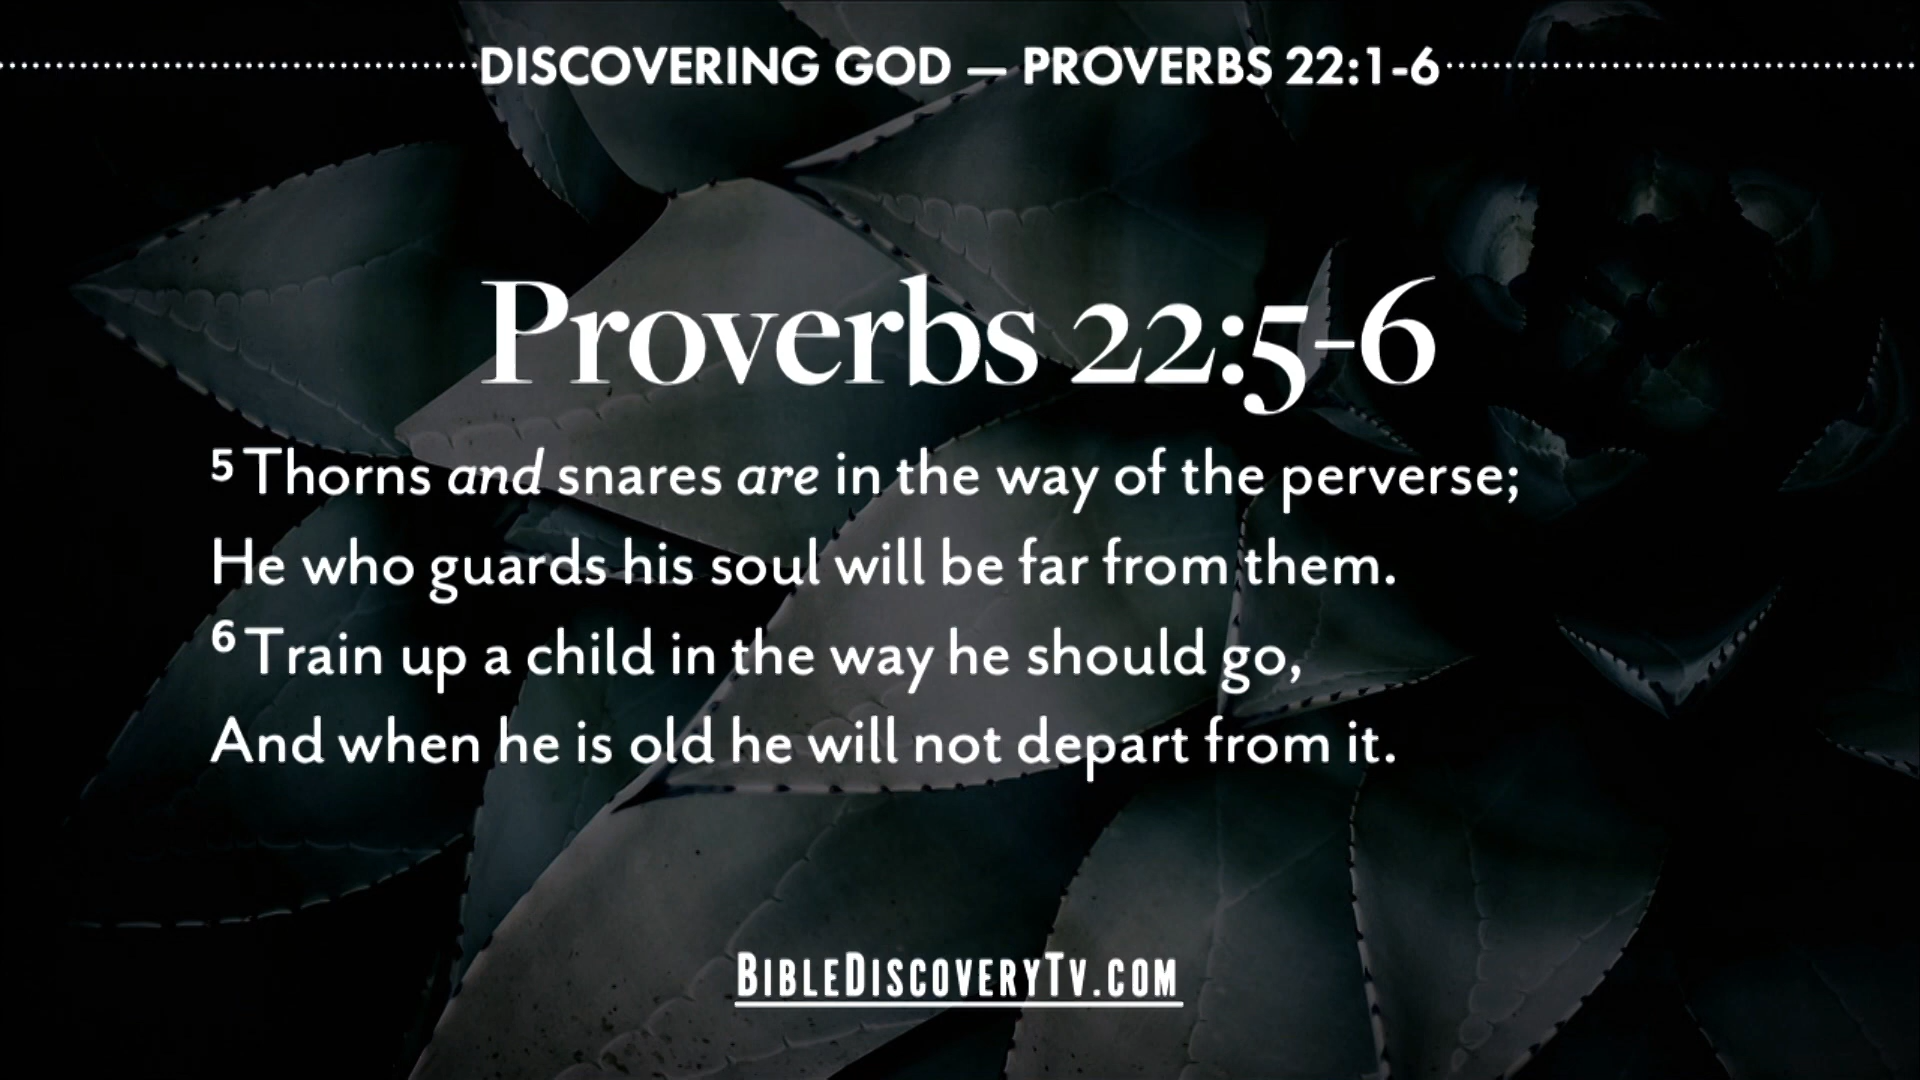 DISCOVERING GOD — PROVERBS 22:1-6
Proverbs 22:5-6
5 Thorns and snares are in the way of the perverse;
He who guards his soul will be far from them.
6 Train up a child in the way he should go,
And when he is old he will not depart from it.
BIBLEDISCOVERYTV.COM